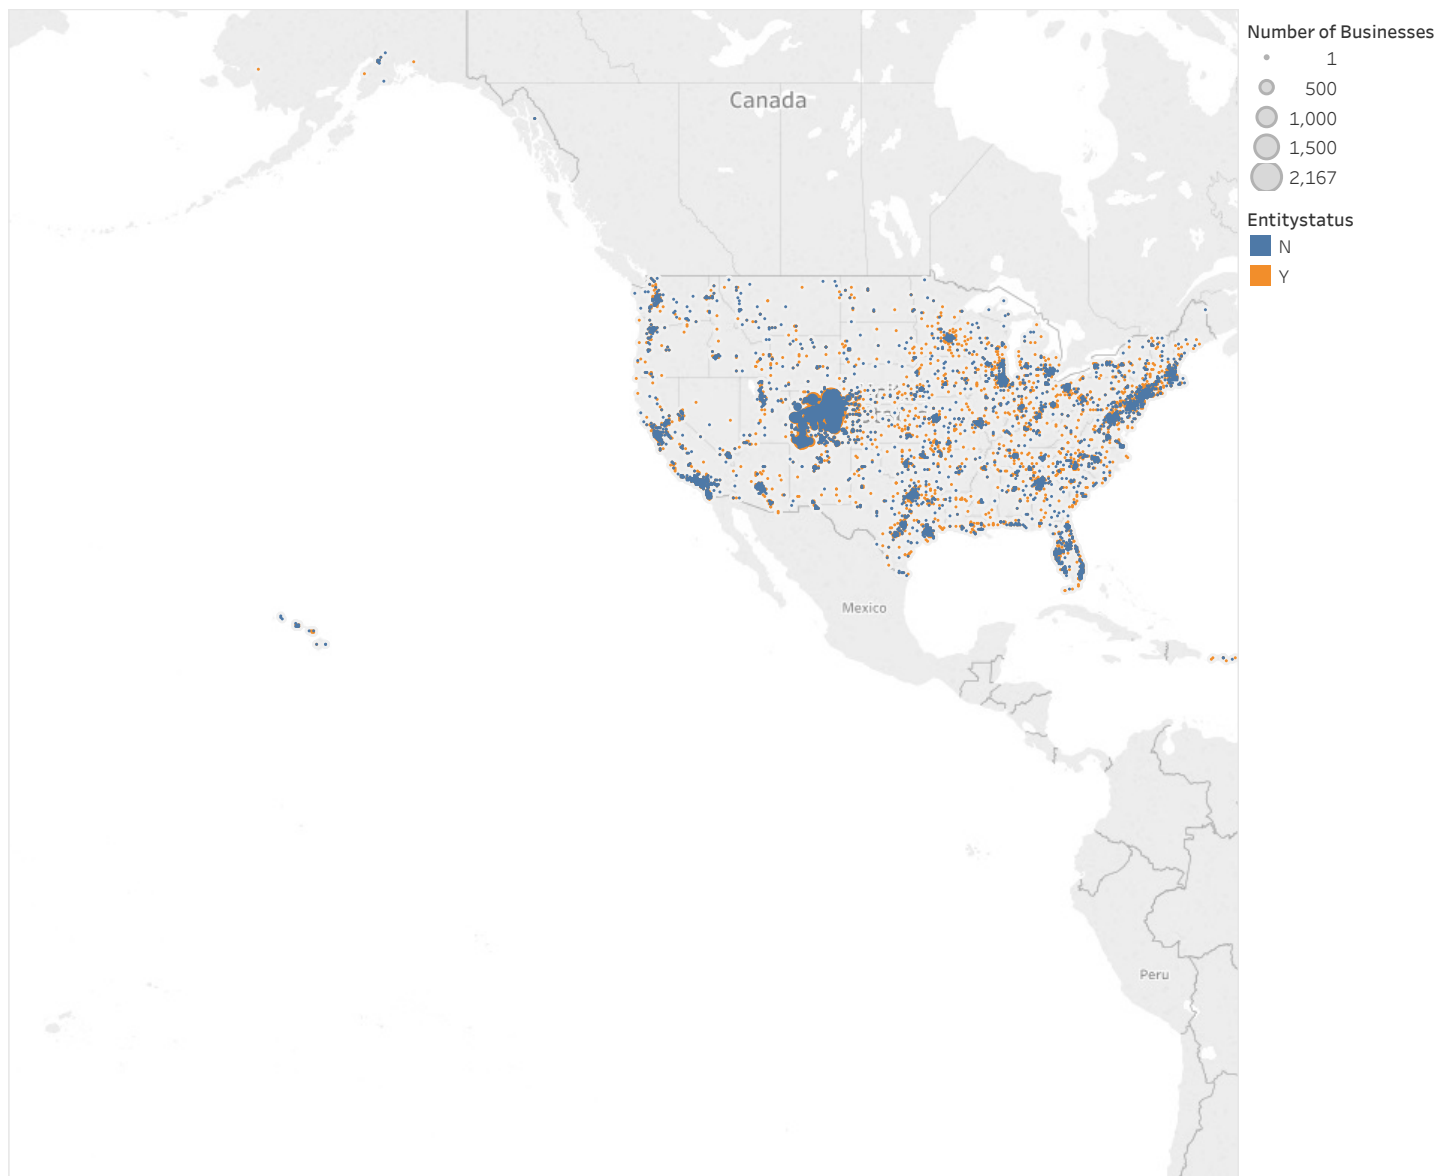 Canada
Mexico
Peru
Number of Businesses
1
500
1,000
1,500
2,167
Entitystatus
N
Y